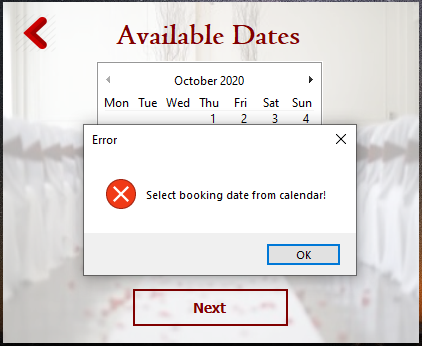 Available Dates
October 2020
Mon Tue Wed Thu Fri Sat Sun
1 2 3 4
Error
Select booking date from calendar!
OK
Next